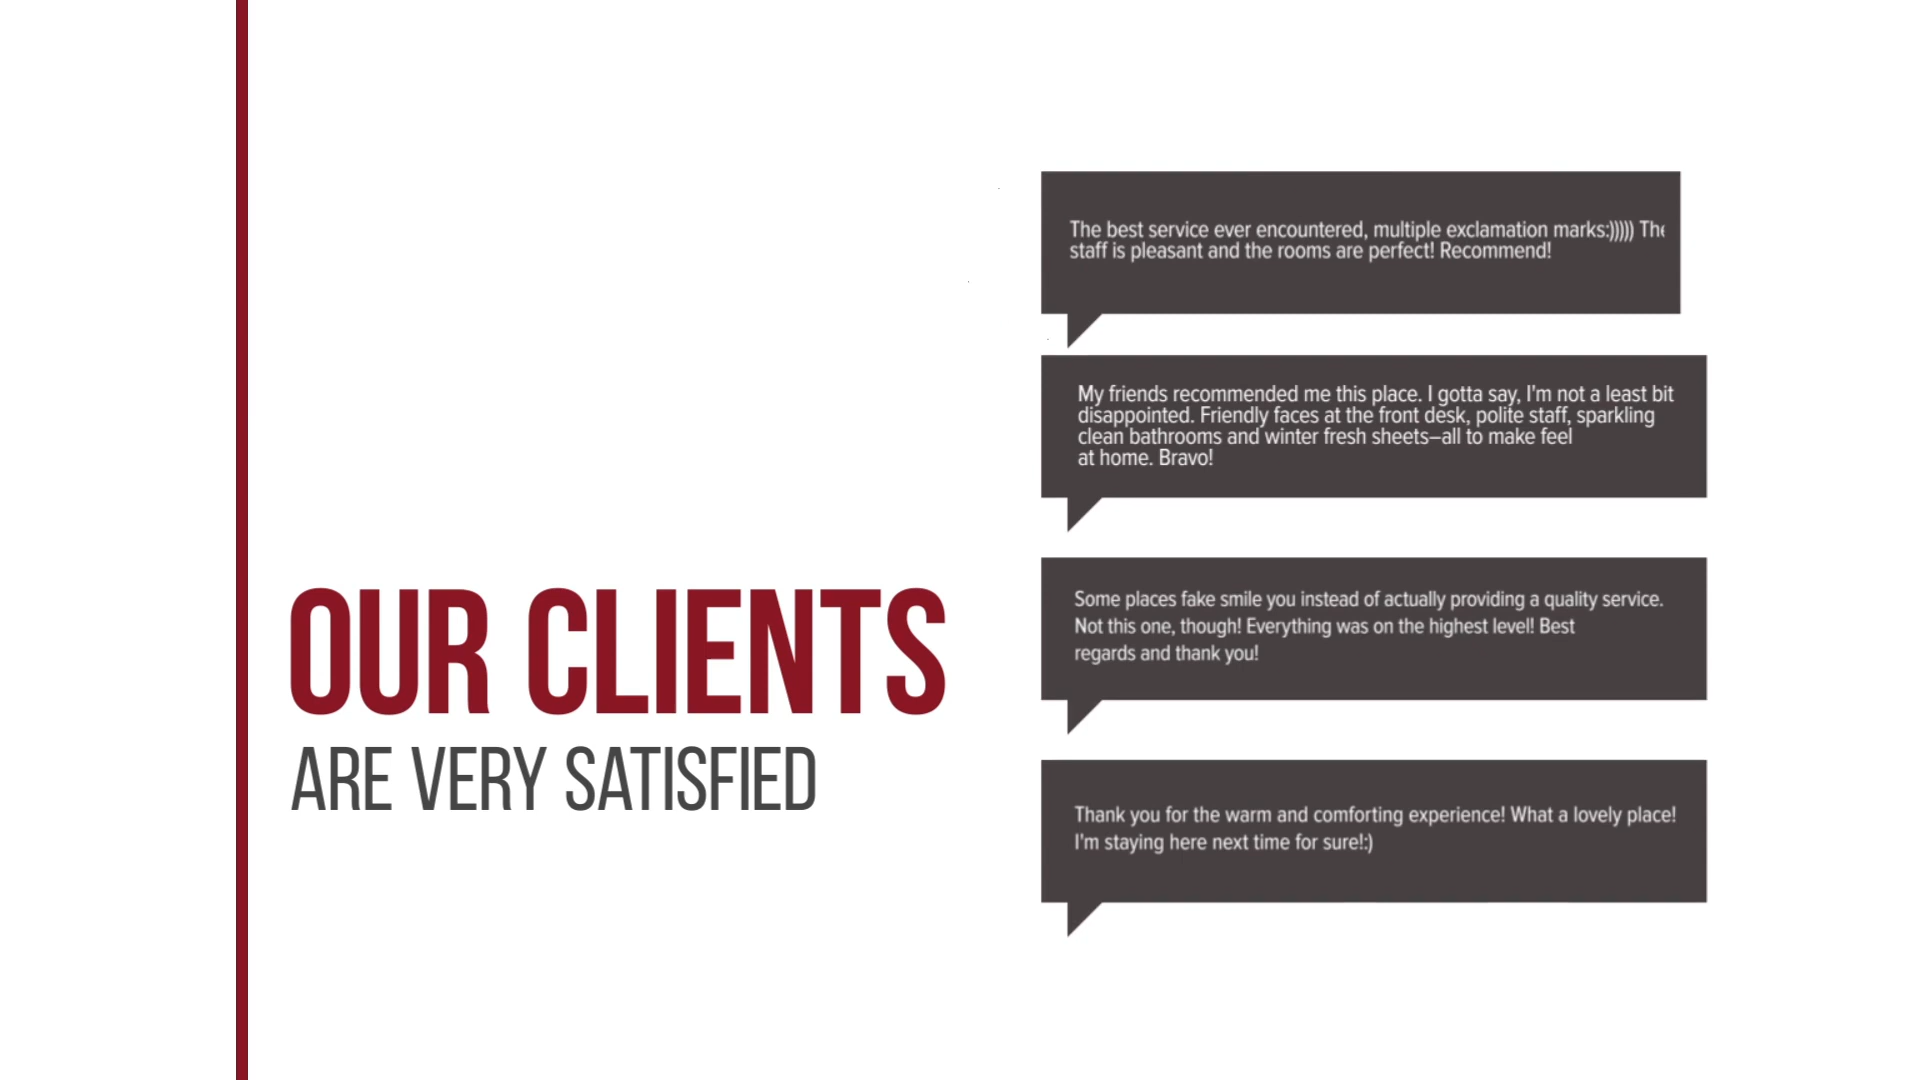 OUR CLIENTS
ARE VERY SATISFIED
The best service ever encountered, multiple exclamation marks:))))) The
staff is pleasant and the rooms are perfect! Recommend!
My friends recommended me this place. I gotta say, I'm not a least bit
disappointed. Friendly faces at the front desk, polite staff, sparkling
clean bathrooms and winter fresh sheets–all to make feel
at home. Bravo!
Some places fake smile you instead of actually providing a quality service.
Not this one, though! Everything was on the highest level! Best
regards and thank you!
Thank you for the warm and comforting experience! What a lovely place!
I'm staying here next time for sure!:)